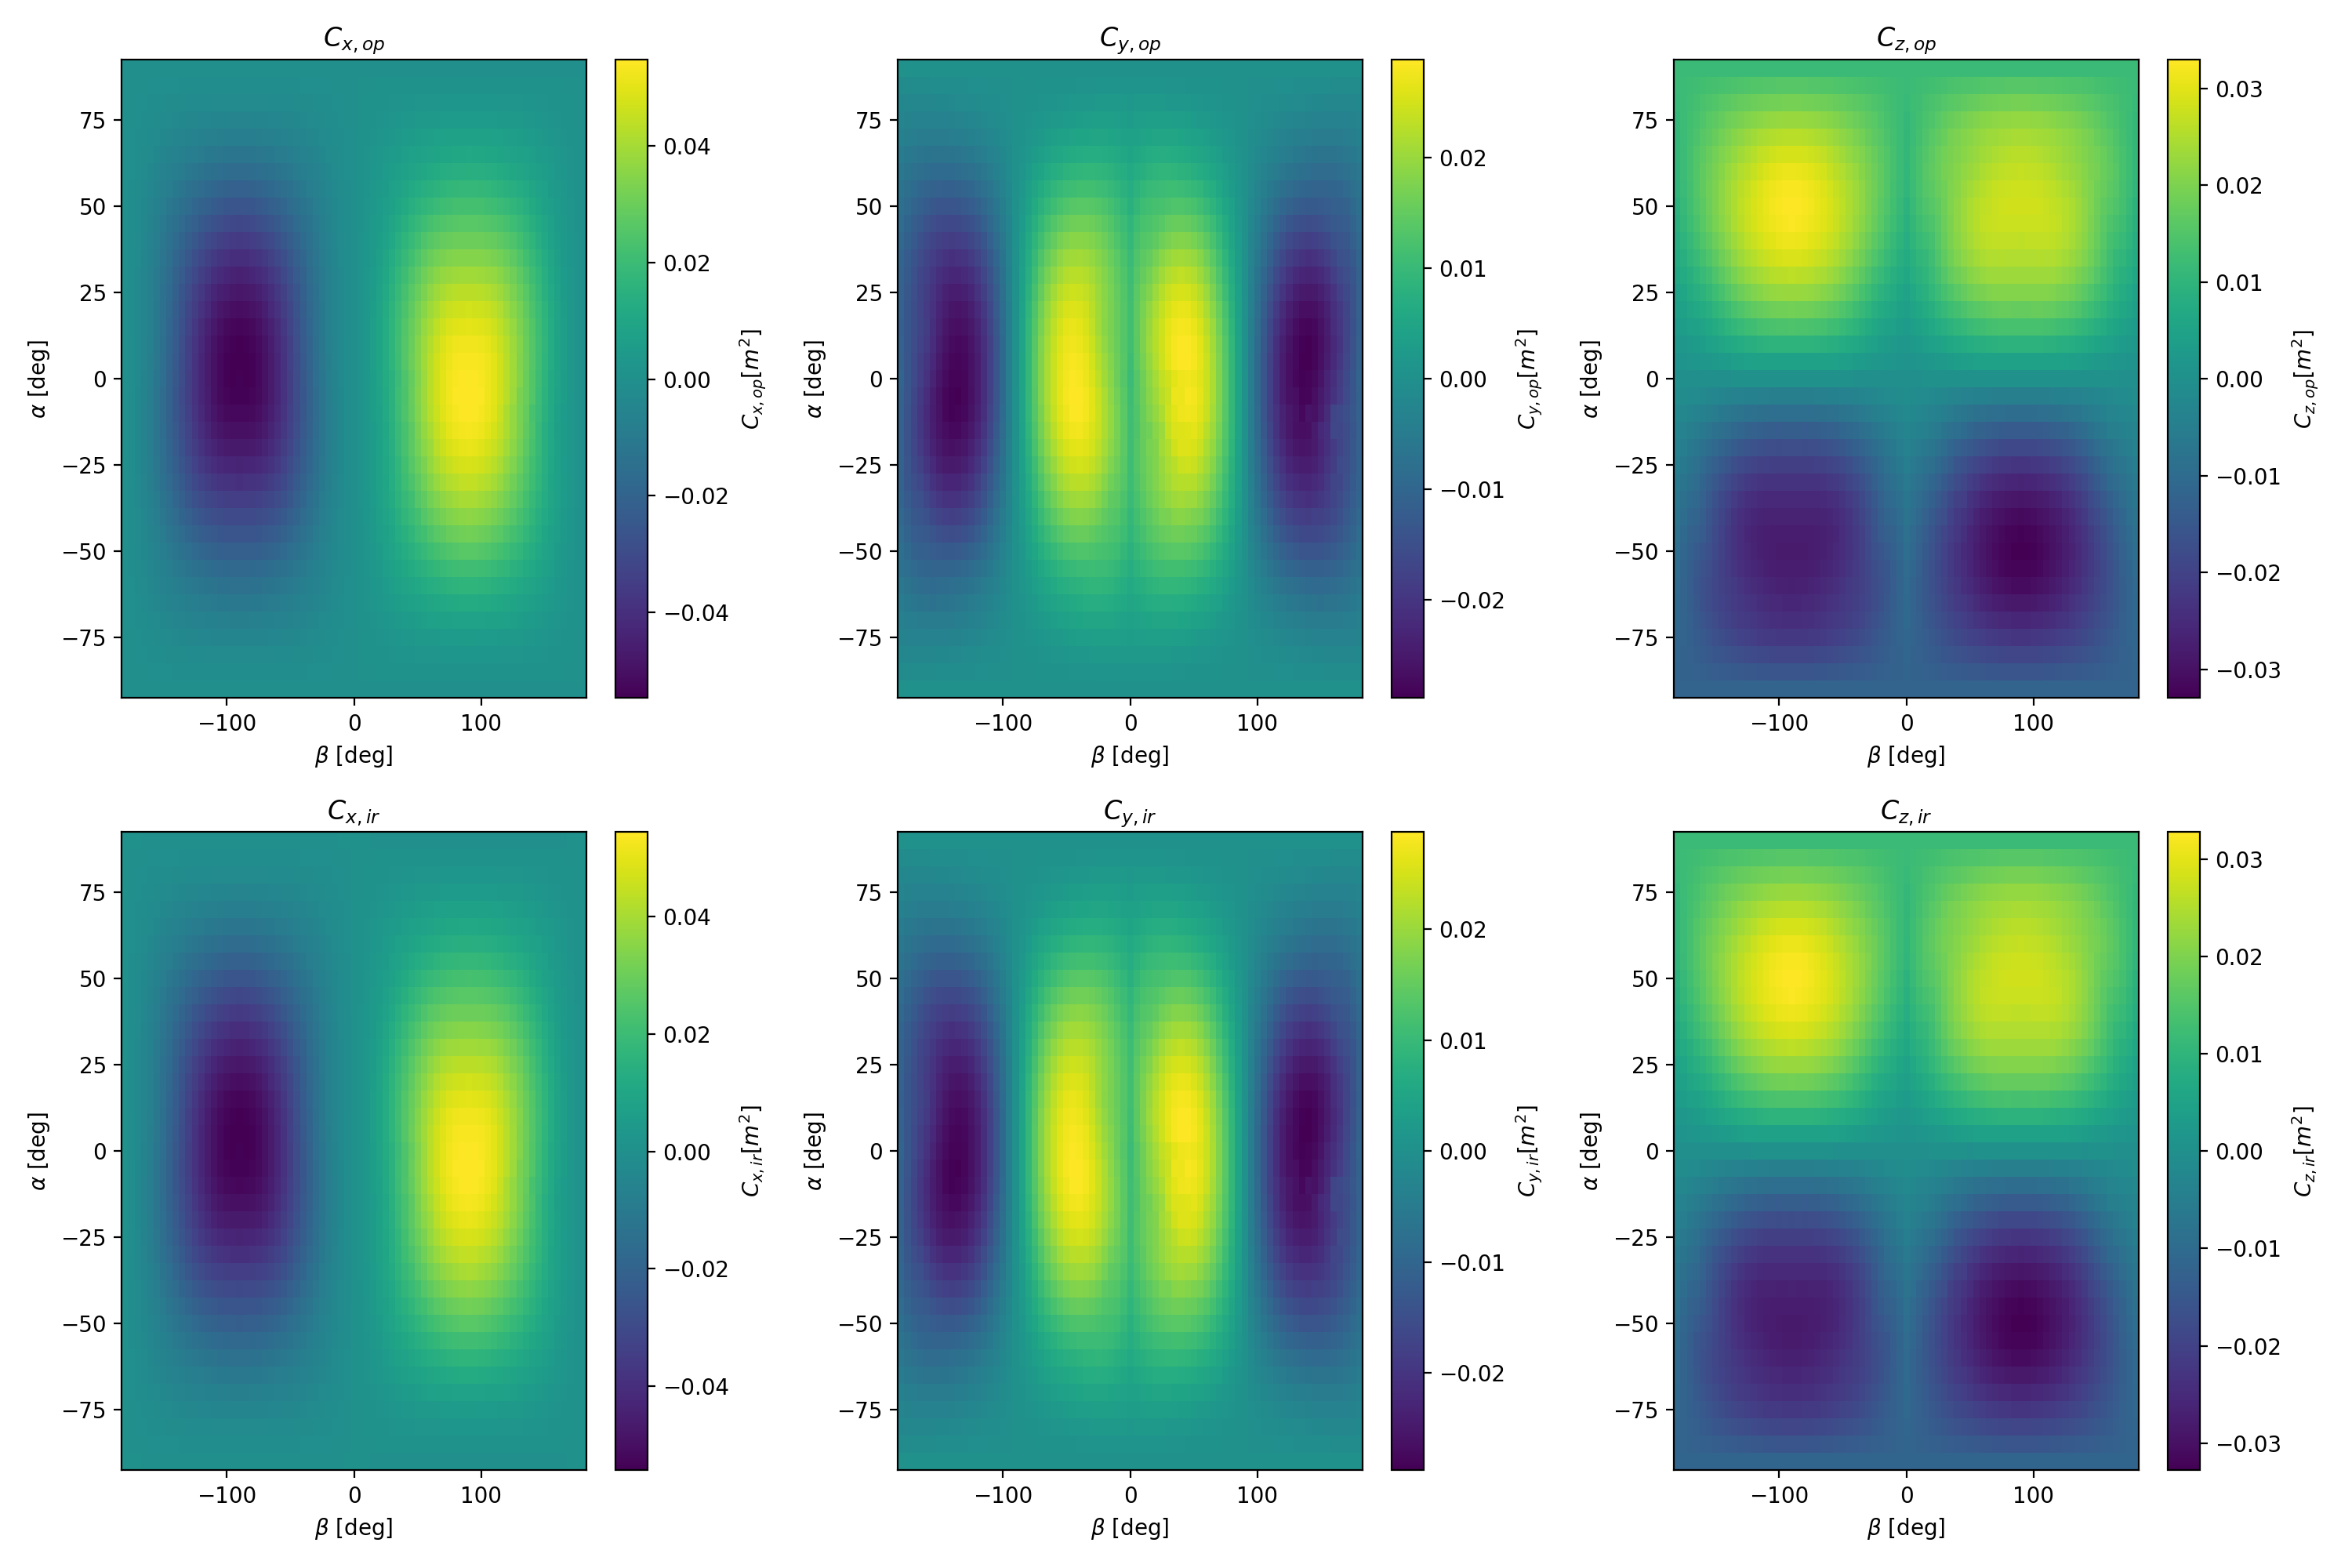 C_{x, op}
75
50
25
0
−25
−50
−75
α [deg]
−100 0 100
β [deg]
0.04
0.02
0.00
−0.02
−0.04
C_{x, op}[m^2]
C_{y, op}
75
50
25
0
−25
−50
−75
α [deg]
−100 0 100
β [deg]
0.02
0.01
0.00
−0.01
−0.02
C_{y, op}[m^2]
C_{z, op}
75
50
25
0
−25
−50
−75
α [deg]
−100 0 100
β [deg]
0.03
0.02
0.01
0.00
−0.01
−0.02
−0.03
C_{z, op}[m^2]
C_{x, ir}
75
50
25
0
−25
−50
−75
α [deg]
−100 0 100
β [deg]
0.04
0.02
0.00
−0.02
−0.04
C_{x, ir}[m^2]
C_{y, ir}
75
50
25
0
−25
−50
−75
α [deg]
−100 0 100
β [deg]
0.02
0.01
0.00
−0.01
−0.02
C_{y, ir}[m^2]
C_{z, ir}
75
50
25
0
−25
−50
−75
α [deg]
−100 0 100
β [deg]
0.03
0.02
0.01
0.00
−0.01
−0.02
−0.03
C_{z, ir}[m^2]